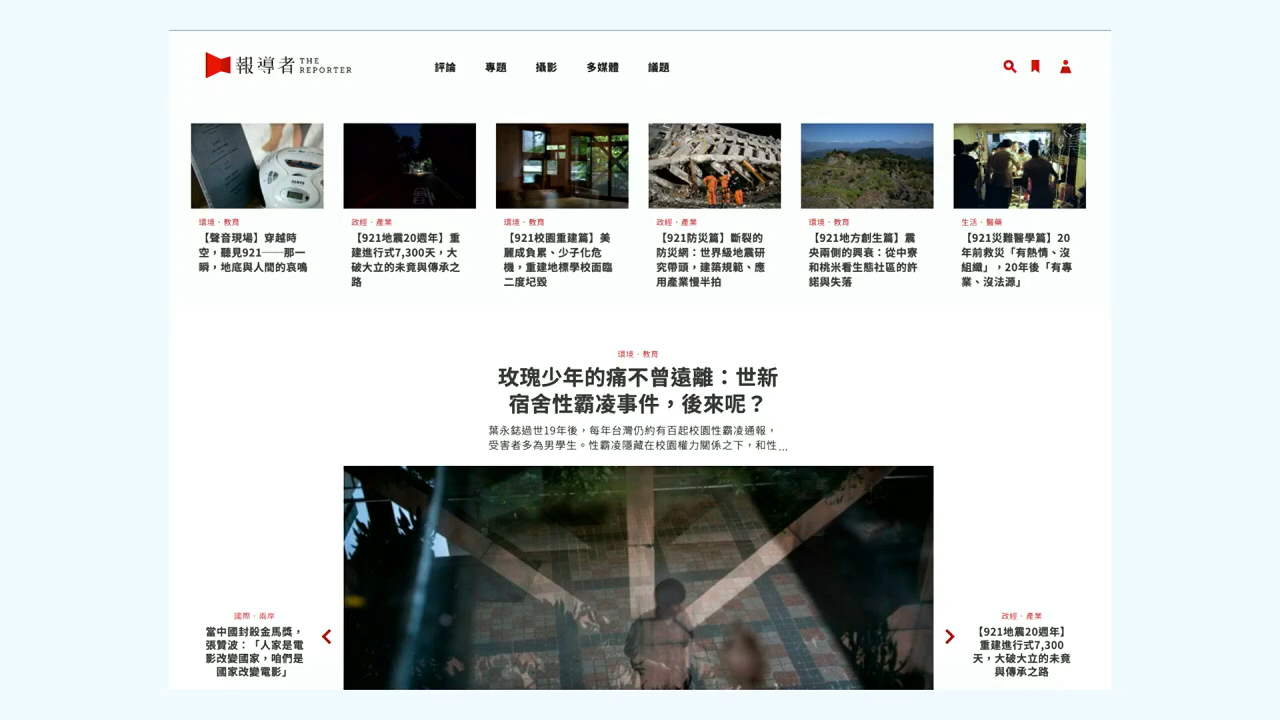 報導者 THE REPORTER
評論 專題 攝影 多媒體 議題
環境・教育
【聲音現場】穿越時
空，聽見921——那一
瞬，地底與人間的哀鳴
政經・產業
【921地震20週年】重
建進行式7,300天，大
破大立的未竟與傳承之
路
環境・教育
【921校園重建篇】美
麗成負累、少子化危
機，重建地標學校面臨
二度圮毀
政經・產業
【921防災篇】斷裂的
防災網：世界級地震研
究帶頭，建築規範、應
用產業慢半拍
環境・教育
【921地方創生篇】震
央兩側的興衰：從中寮
和桃米看生態社區的許
諾與失落
生活・醫藥
【921災難醫學篇】20
年前救災「有熱情、沒
組織」，20年後「有專
業、沒法源」
環境・教育
玫瑰少年的痛不曾遠離：世新
宿舍性霸凌事件，後來呢？
葉永鋕過世19年後，每年台灣仍約有百起校園性霸凌通報，
受害者多為男學生。性霸凌隱藏在校園權力關係之下，和性...
國際・兩岸
當中國封殺金馬獎，
張贊波：「人家是電
影改變國家，咱們是
國家改變電影」
政經・產業
【921地震20週年】
重建進行式7,300
天，大破大立的未竟
與傳承之路